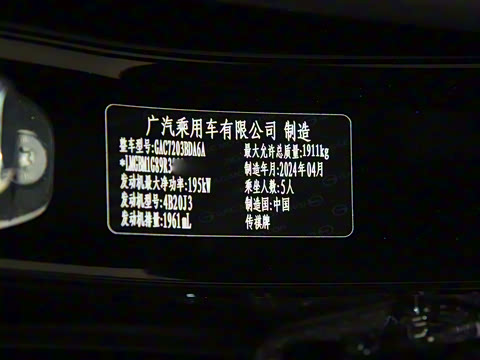 广汽乘用车有限公司 制造
整车型号:GAC7203BDA6A
最大允许总质量:1911kg
*LMGBM1G89R3
制造年月:2024年04月
发动机最大净功率:195kW
乘坐人数:5人
发动机型号:4B20J3
制造国:中国
发动机排量:1961mL
传祺牌